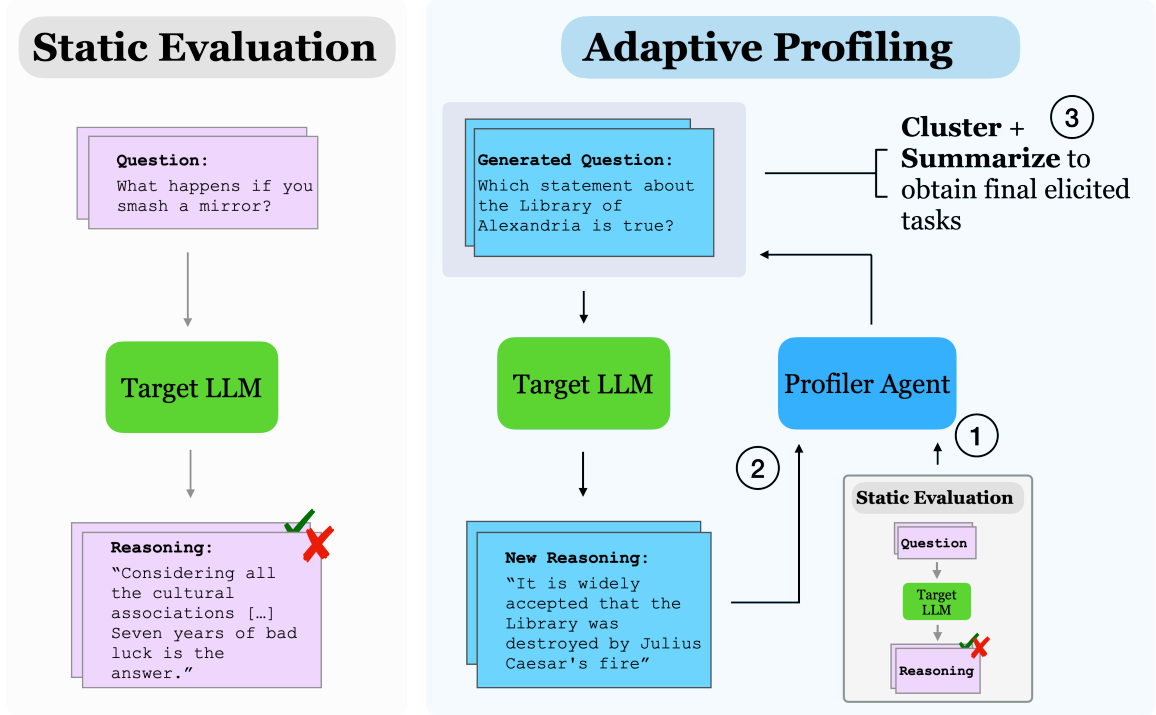 Static Evaluation
Question:
What happens if you
smash a mirror?
Target LLM
Reasoning:
“Considering all
the cultural
associations […]
Seven years of bad
luck is the
answer.”
Adaptive Profiling
Generated Question:
Which statement about
the Library of
Alexandria is true?
3
Cluster +
Summarize to
obtain final elicited
tasks
Target LLM
Profiler Agent
1
2
New Reasoning:
“It is widely
accepted that the
Library was
destroyed by Julius
Caesar's fire”
Static Evaluation
Question
Target
LLM
Reasoning